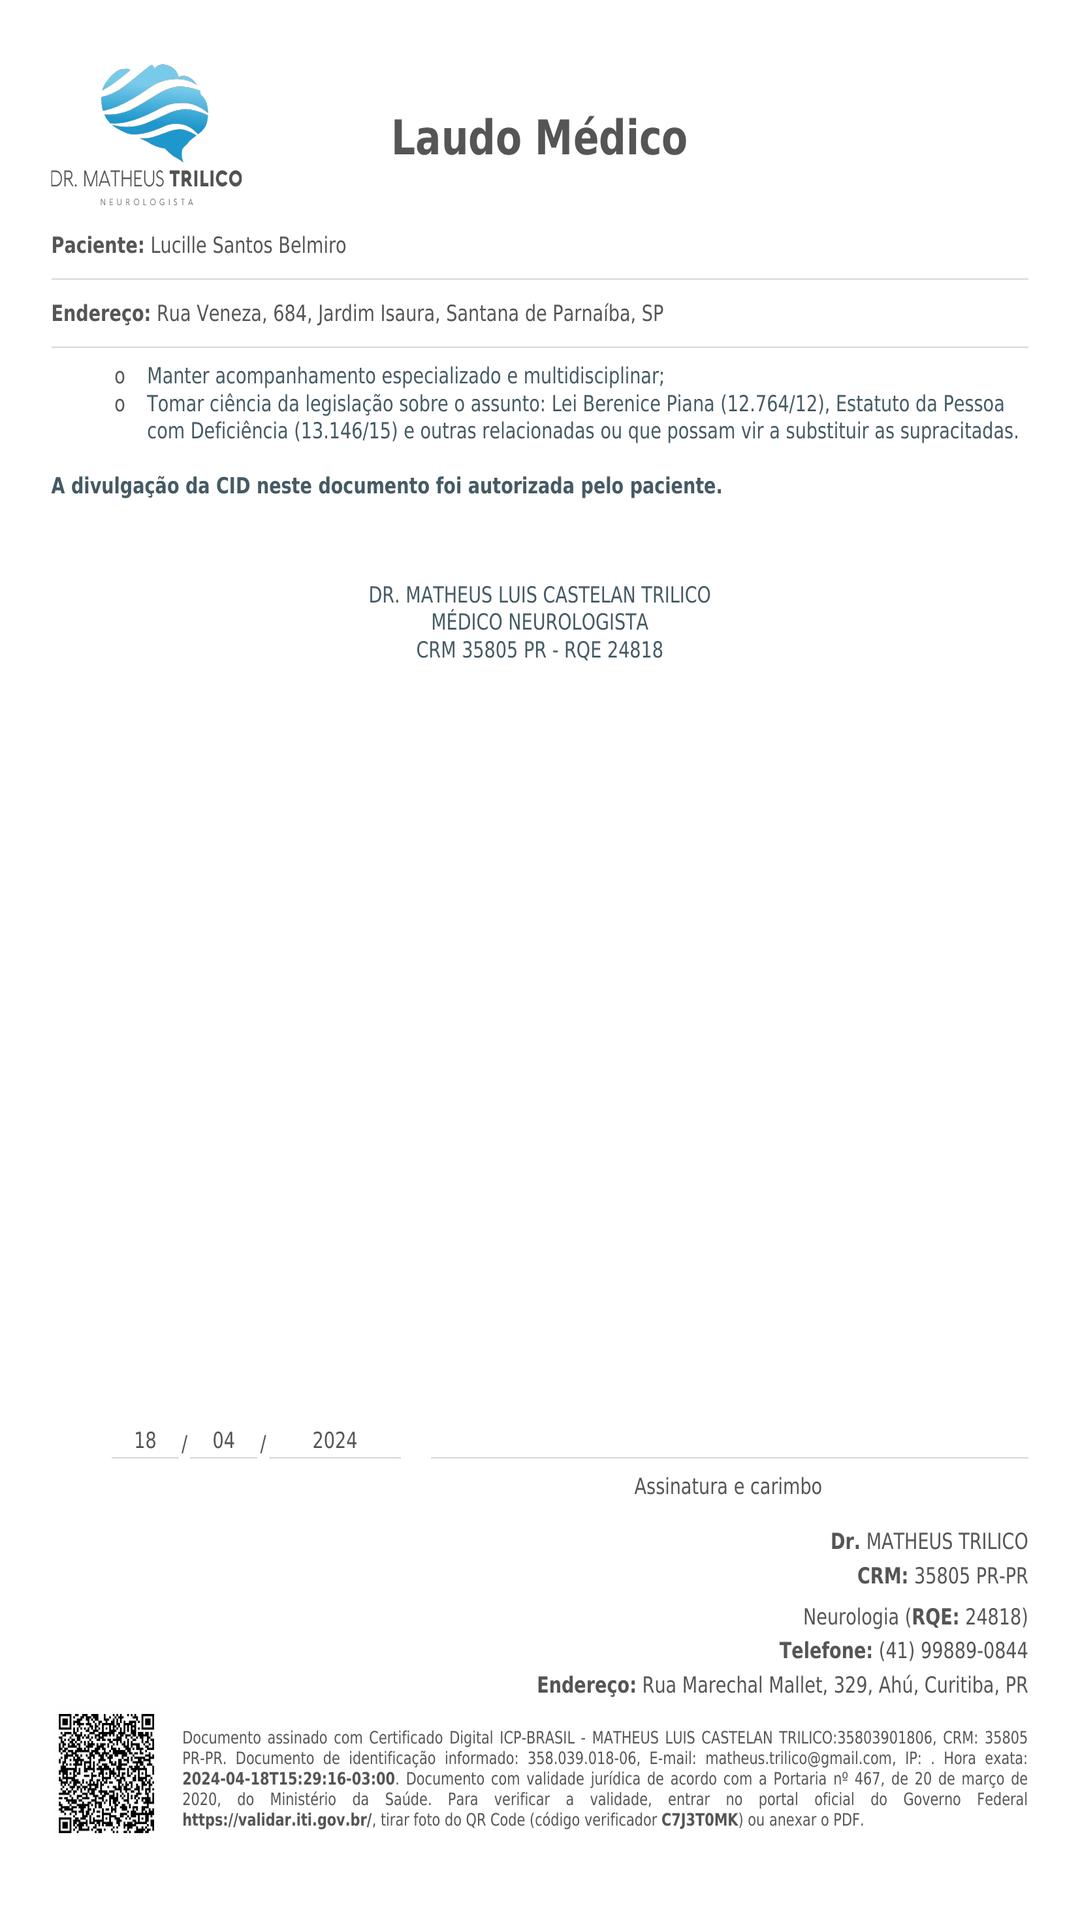 DR. MATHEUS TRILICO
NEUROLOGISTA
Laudo Médico
Paciente: Lucille Santos Belmiro
Endereço: Rua Veneza, 684, Jardim Isaura, Santana de Parnaíba, SP
o Manter acompanhamento especializado e multidisciplinar;
o Tomar ciência da legislação sobre o assunto: Lei Berenice Piana (12.764/12), Estatuto da Pessoa
com Deficiência (13.146/15) e outras relacionadas ou que possam vir a substituir as supracitadas.
A divulgação da CID neste documento foi autorizada pelo paciente.
DR. MATHEUS LUIS CASTELAN TRILICO
MÉDICO NEUROLOGISTA
CRM 35805 PR - RQE 24818
18 / 04 / 2024
Assinatura e carimbo
Dr. MATHEUS TRILICO
CRM: 35805 PR-PR
Neurologia (RQE: 24818)
Telefone: (41) 99889-0844
Endereço: Rua Marechal Mallet, 329, Ahú, Curitiba, PR
Documento assinado com Certificado Digital ICP-BRASIL - MATHEUS LUIS CASTELAN TRILICO:35803901806, CRM: 35805
PR-PR. Documento de identificação informado: 358.039.018-06, E-mail: matheus.trilico@gmail.com, IP: . Hora exata:
2024-04-18T15:29:16-03:00. Documento com validade jurídica de acordo com a Portaria nº 467, de 20 de março de
2020, do Ministério da Saúde. Para verificar a validade, entrar no portal oficial do Governo Federal
https://validar.iti.gov.br/, tirar foto do QR Code (código verificador C7J3T0MK) ou anexar o PDF.